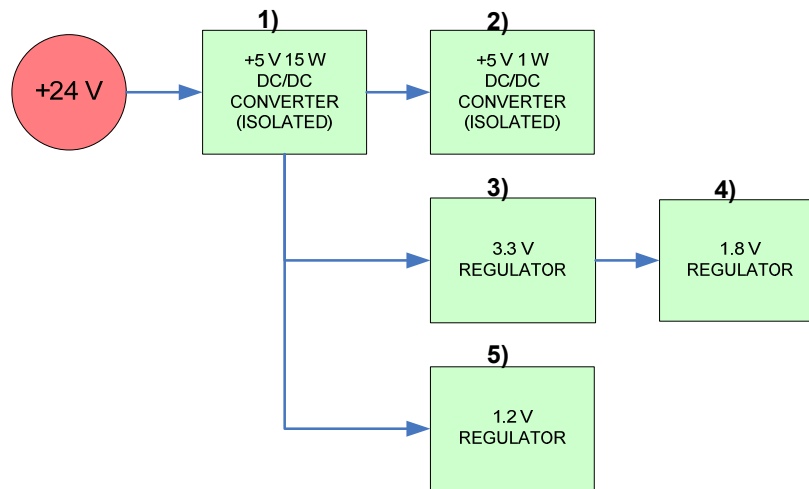 1)
2)
+24 V
+5 V 15 W
DC/DC
CONVERTER
(ISOLATED)
+5 V 1 W
DC/DC
CONVERTER
(ISOLATED)
3)
4)
3.3 V
REGULATOR
1.8 V
REGULATOR
5)
1.2 V
REGULATOR